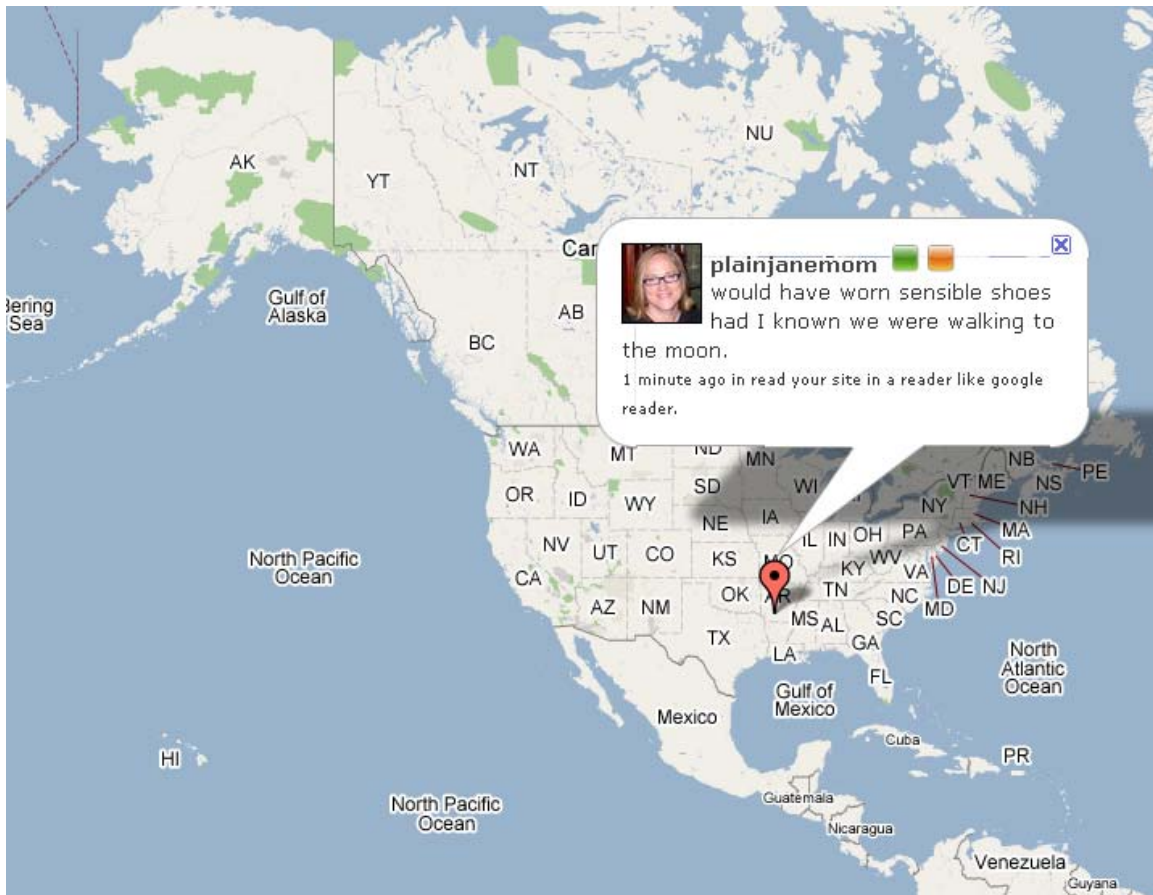 NU
AK
NT
YT
Gulf of
Alaska
Bering
Sea
AB
BC
plainjanemom
would have worn sensible shoes
had I known we were walking to
the moon.
1 minute ago in read your site in a reader like google
reader.
WA
MT
ND
MN
NB
PE
OR
ID
WY
SD
WI
VT
ME
NS
NY
NH
NE
IA
PA
MA
NV
UT
CO
KS
MO
IL
IN
OH
WV
CT
RI
CA
KY
VA
DE
NJ
AZ
NM
OK
AR
TN
NC
MD
North Pacific
Ocean
TX
MS
AL
SC
GA
LA
FL
North
Atlantic
Ocean
Gulf of
Mexico
Mexico
HI
Cuba
PR
North Pacific
Ocean
Guatemala
Nicaragua
Venezuela
Guyana